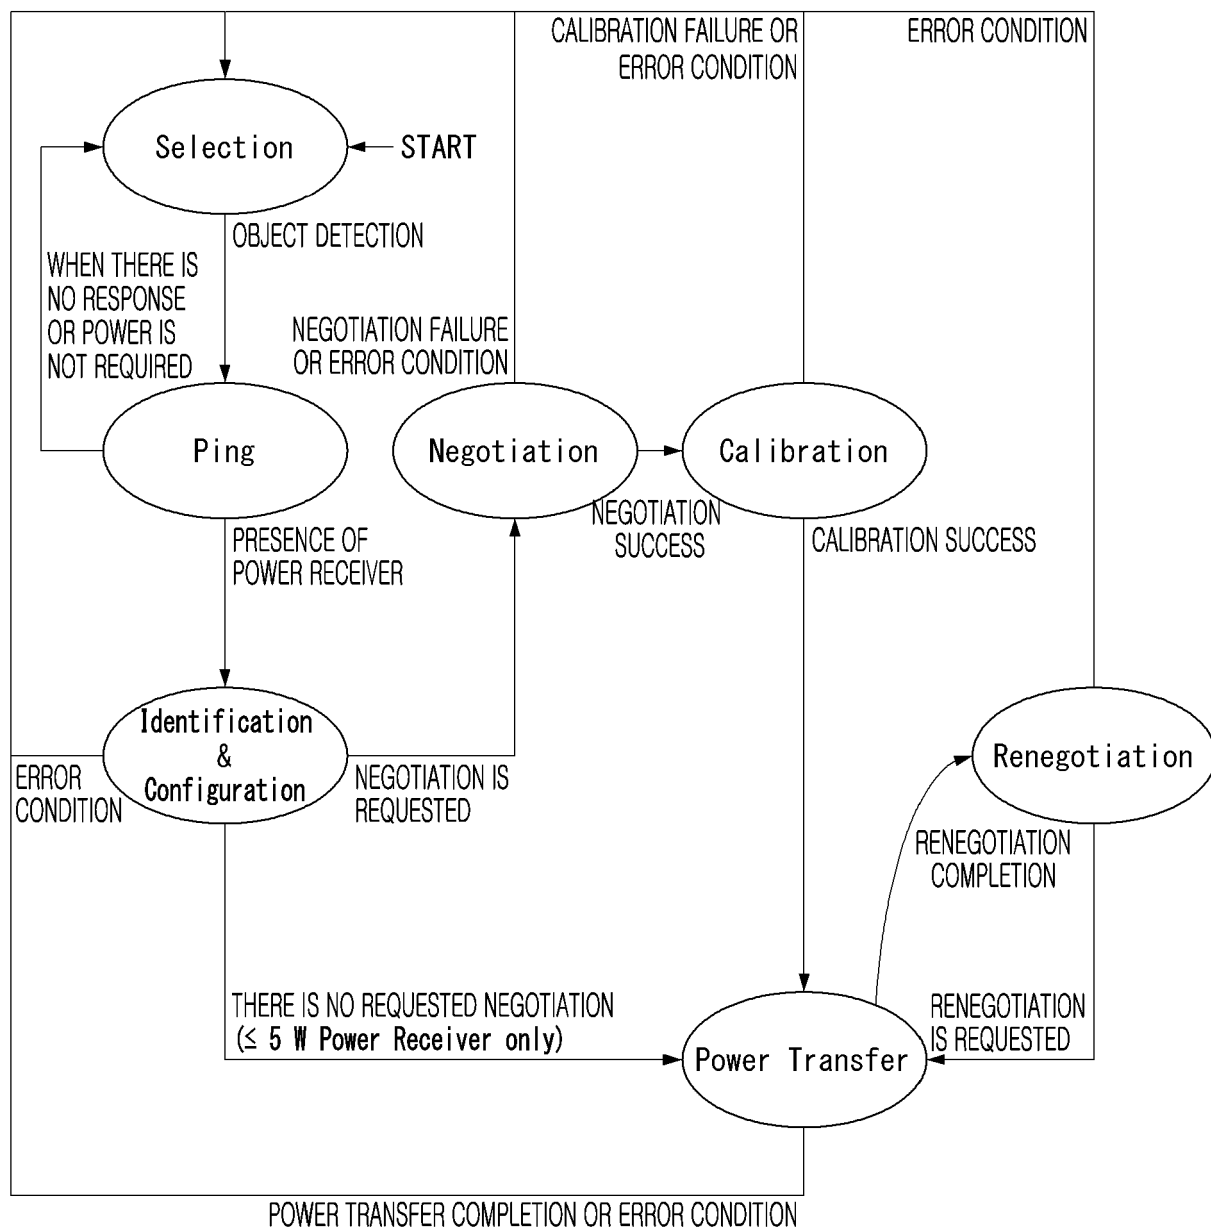 CALIBRATION FAILURE OR
ERROR CONDITION
ERROR CONDITION
Selection
START
OBJECT DETECTION
WHEN THERE IS
NO RESPONSE
OR POWER IS
NOT REQUIRED
NEGOTIATION FAILURE
OR ERROR CONDITION
Ping
Negotiation
Calibration
NEGOTIATION
SUCCESS
CALIBRATION SUCCESS
PRESENCE OF
POWER RECEIVER
Identification
&
Configuration
ERROR
CONDITION
NEGOTIATION IS
REQUESTED
Renegotiation
RENEGOTIATION
COMPLETION
THERE IS NO REQUESTED NEGOTIATION
(≤ 5 W Power Receiver only)
RENEGOTIATION
IS REQUESTED
Power Transfer
POWER TRANSFER COMPLETION OR ERROR CONDITION